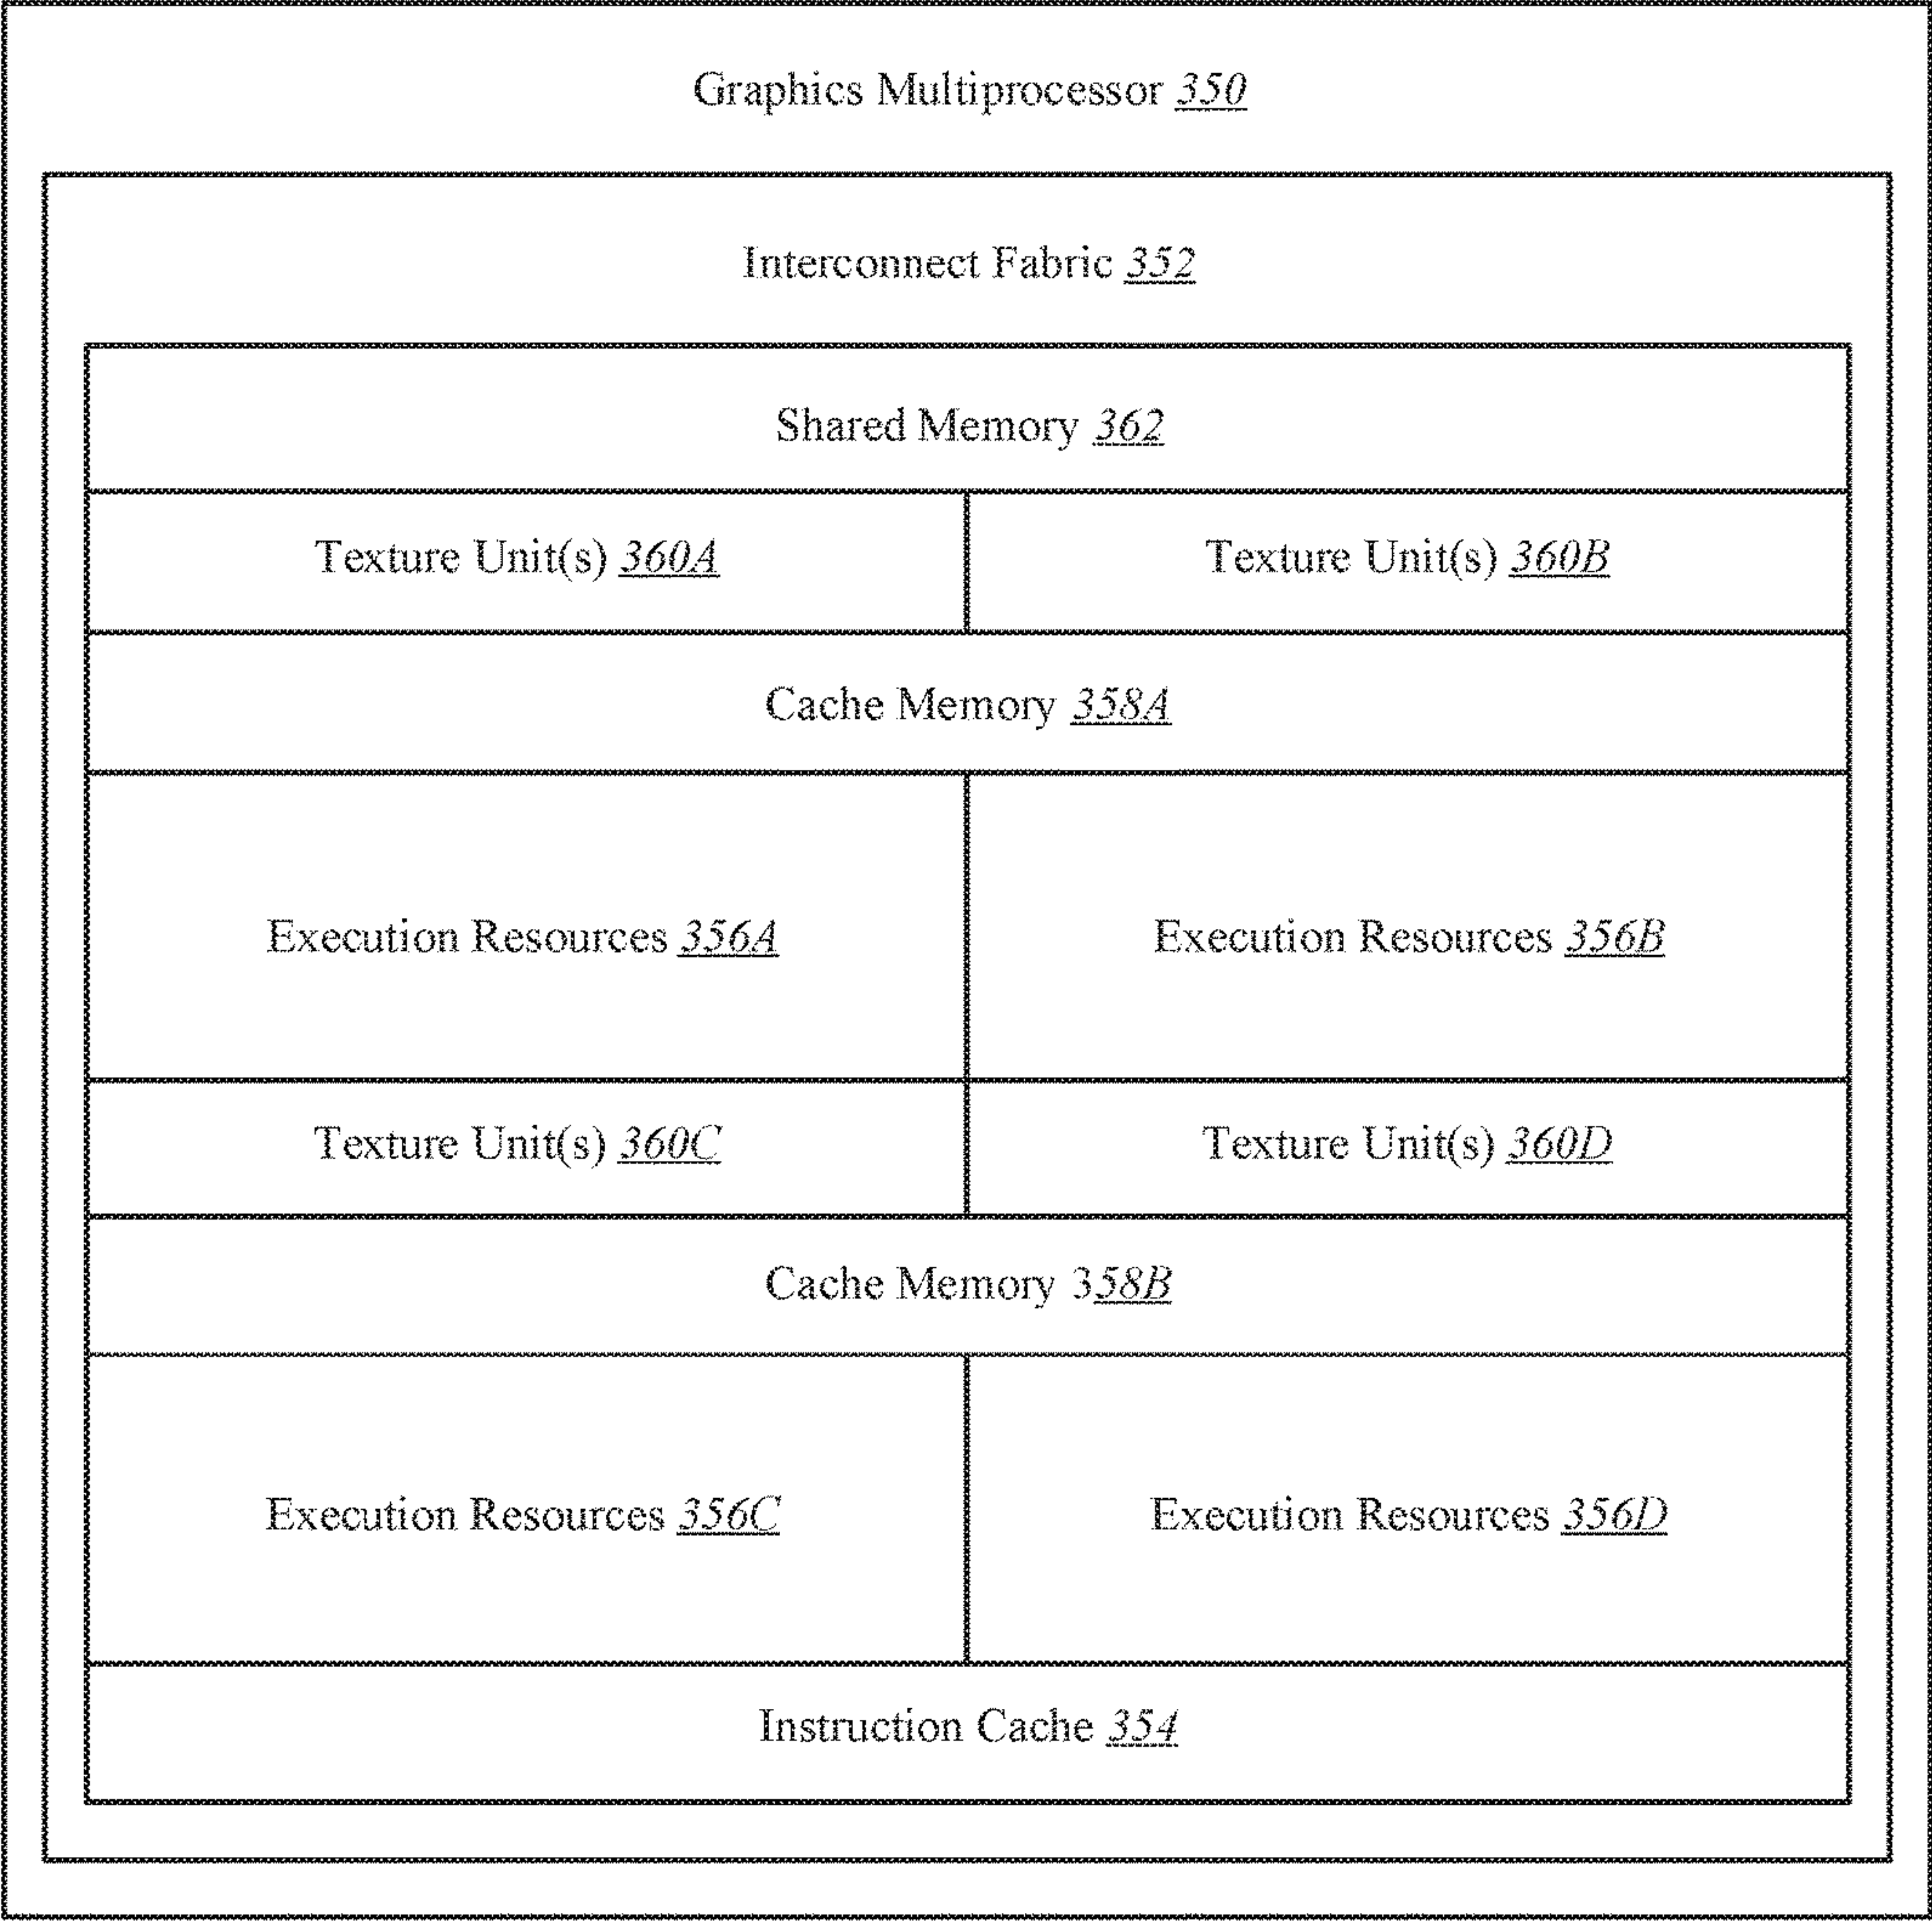 Graphics Multiprocessor 350
Interconnect Fabric 352
Shared Memory 362
Texture Unit(s) 360A
Texture Unit(s) 360B
Cache Memory 358A
Execution Resources 356A
Execution Resources 356B
Texture Unit(s) 360C
Texture Unit(s) 360D
Cache Memory 358B
Execution Resources 356C
Execution Resources 356D
Instruction Cache 354